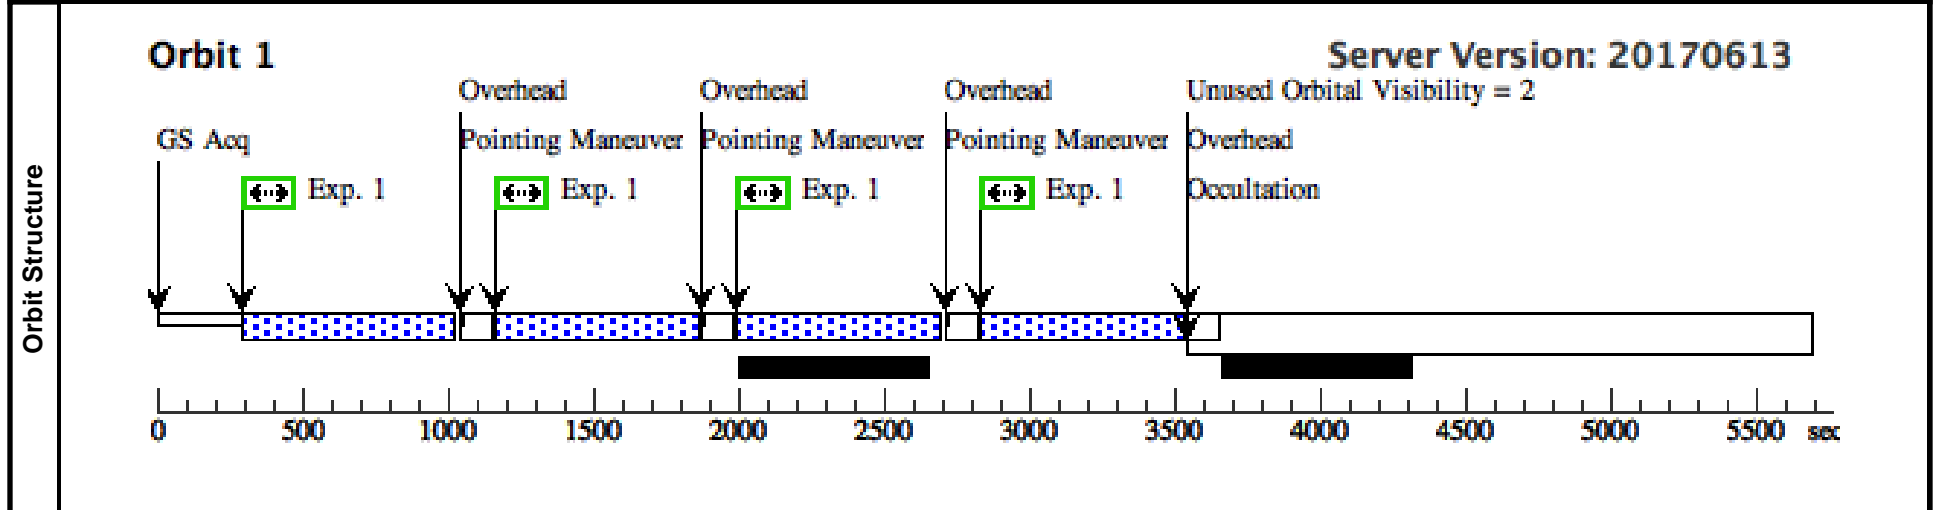 Orbit 1 Server Version: 20170613
Overhead Overhead Overhead Unused Orbital Visibility = 2
GS Acq Pointing Maneuver Pointing Maneuver Pointing Maneuver Overhead
Exp. 1 Exp. 1 Exp. 1 Exp. 1 Occultation
Orbit Structure
0 500 1000 1500 2000 2500 3000 3500 4000 4500 5000 5500 sec